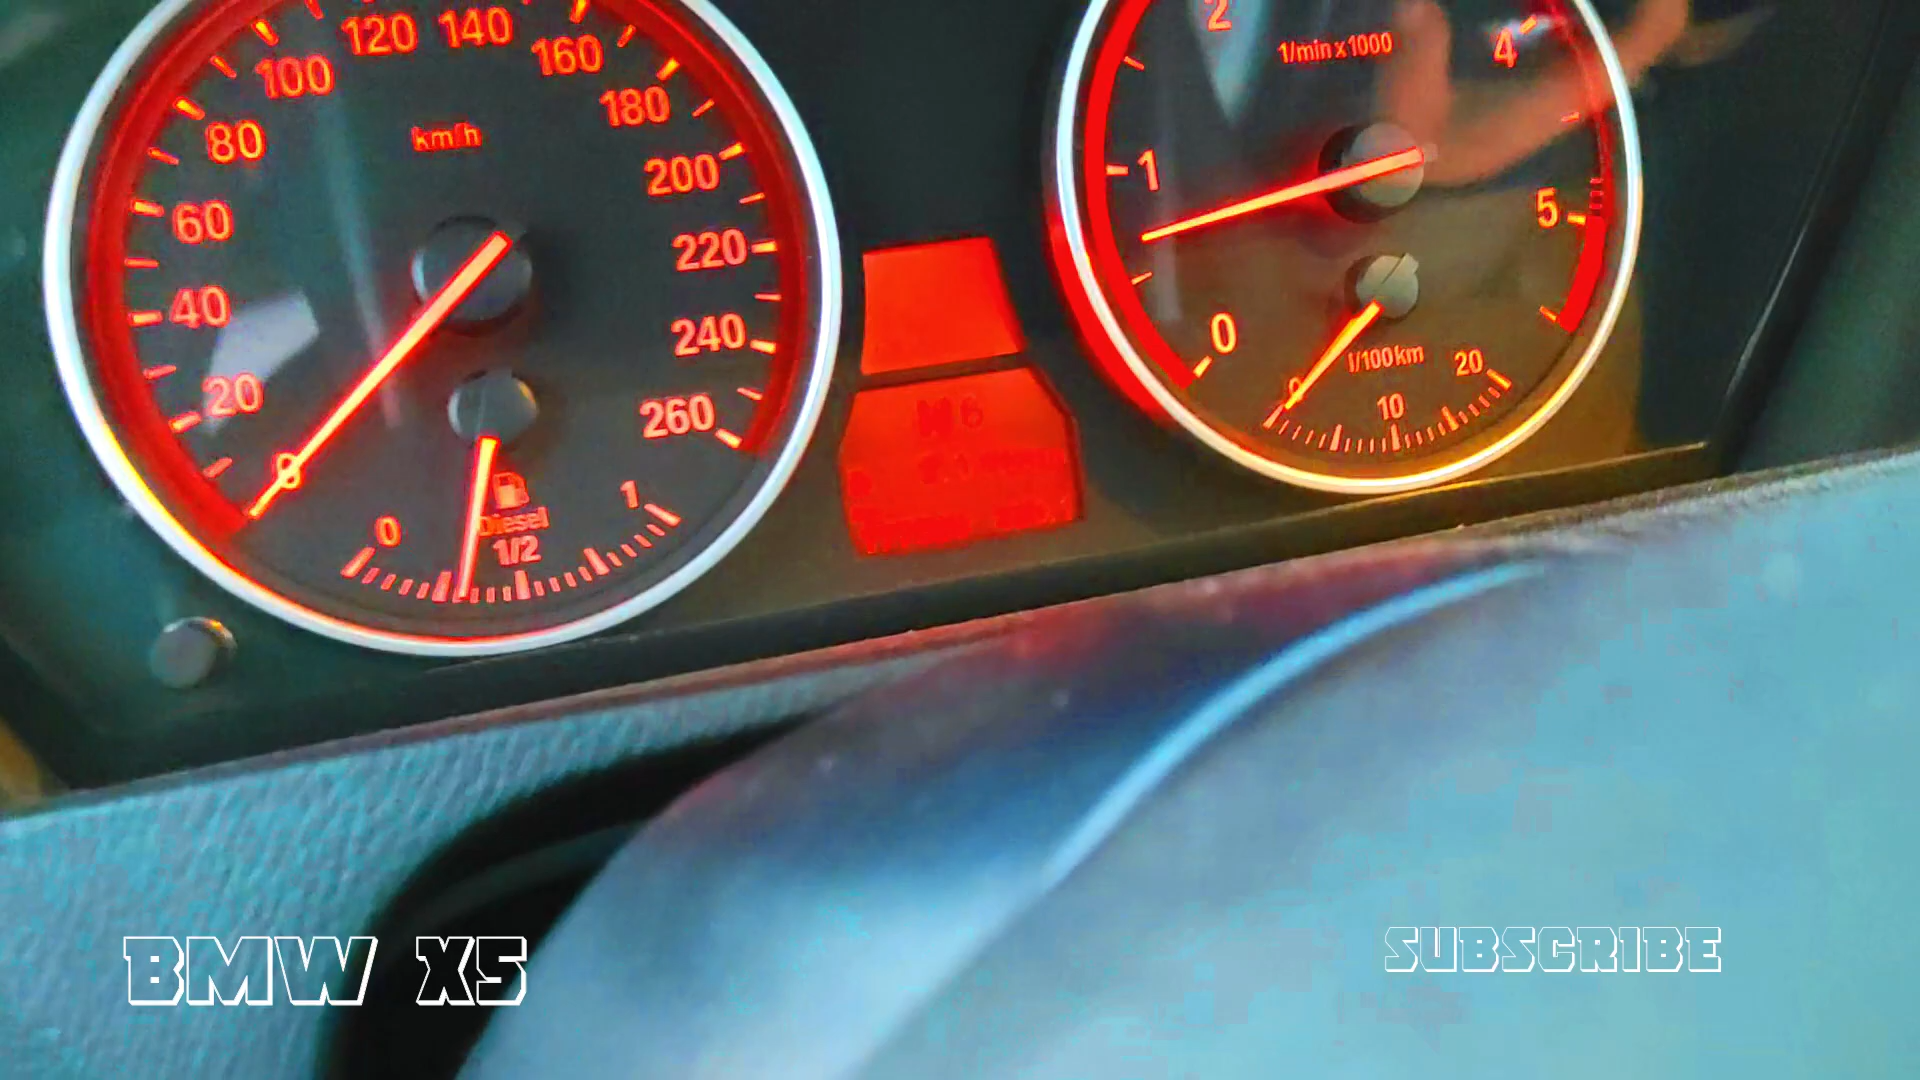 120 140
100 160
80 180
km/h
60 200
40 220
20 240
0 260
0 1
Diesel
1/2
2 4
1/min x 1000
1 5
0
l/100km
0 20
10
BMW X5
SUBSCRIBE